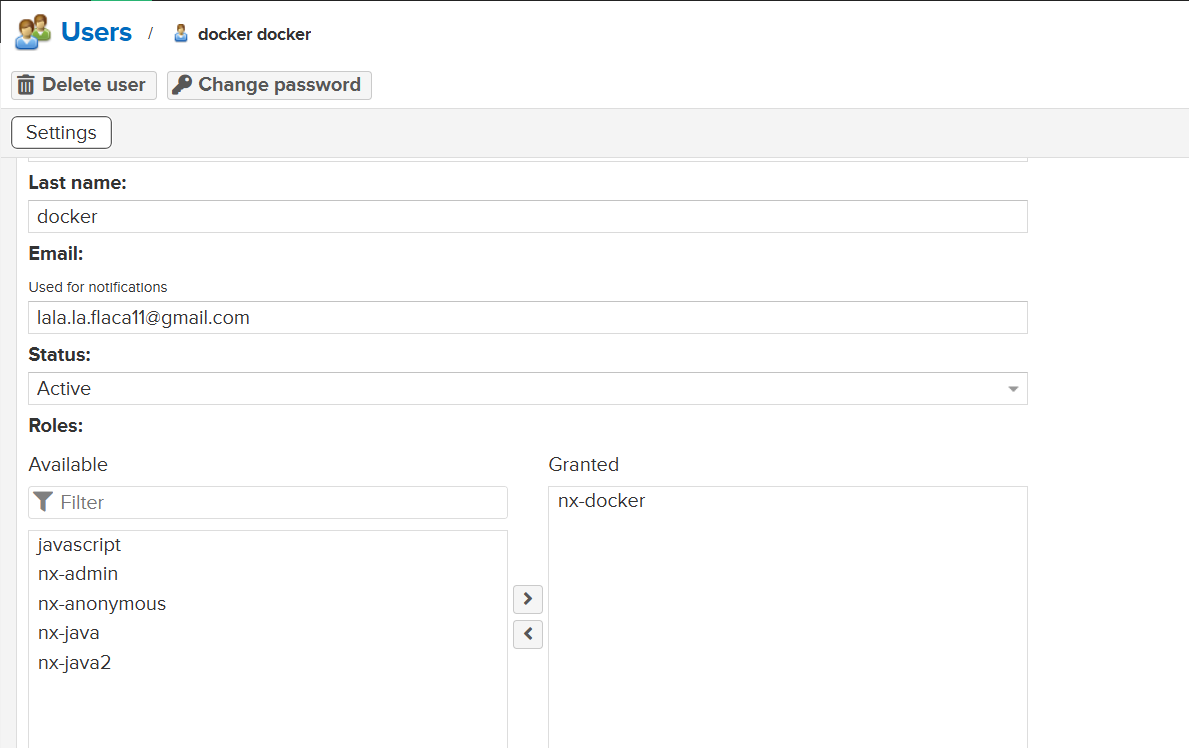 Users / docker docker
Delete user Change password
Settings
Last name:
docker
Email:
Used for notifications
lala.la.flaca11@gmail.com
Status:
Active
Roles:
Available Granted
Filter nx-docker
javascript
nx-admin
nx-anonymous
nx-java
nx-java2